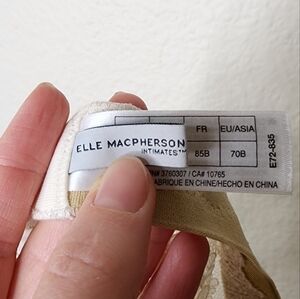 FR EU/ASIA
ELLE MACPHERSON
INTIMATES™
85B 70B
E72-835
3760307 / CA# 10765
FABRIQUE EN CHINE/HECHO EN CHINA